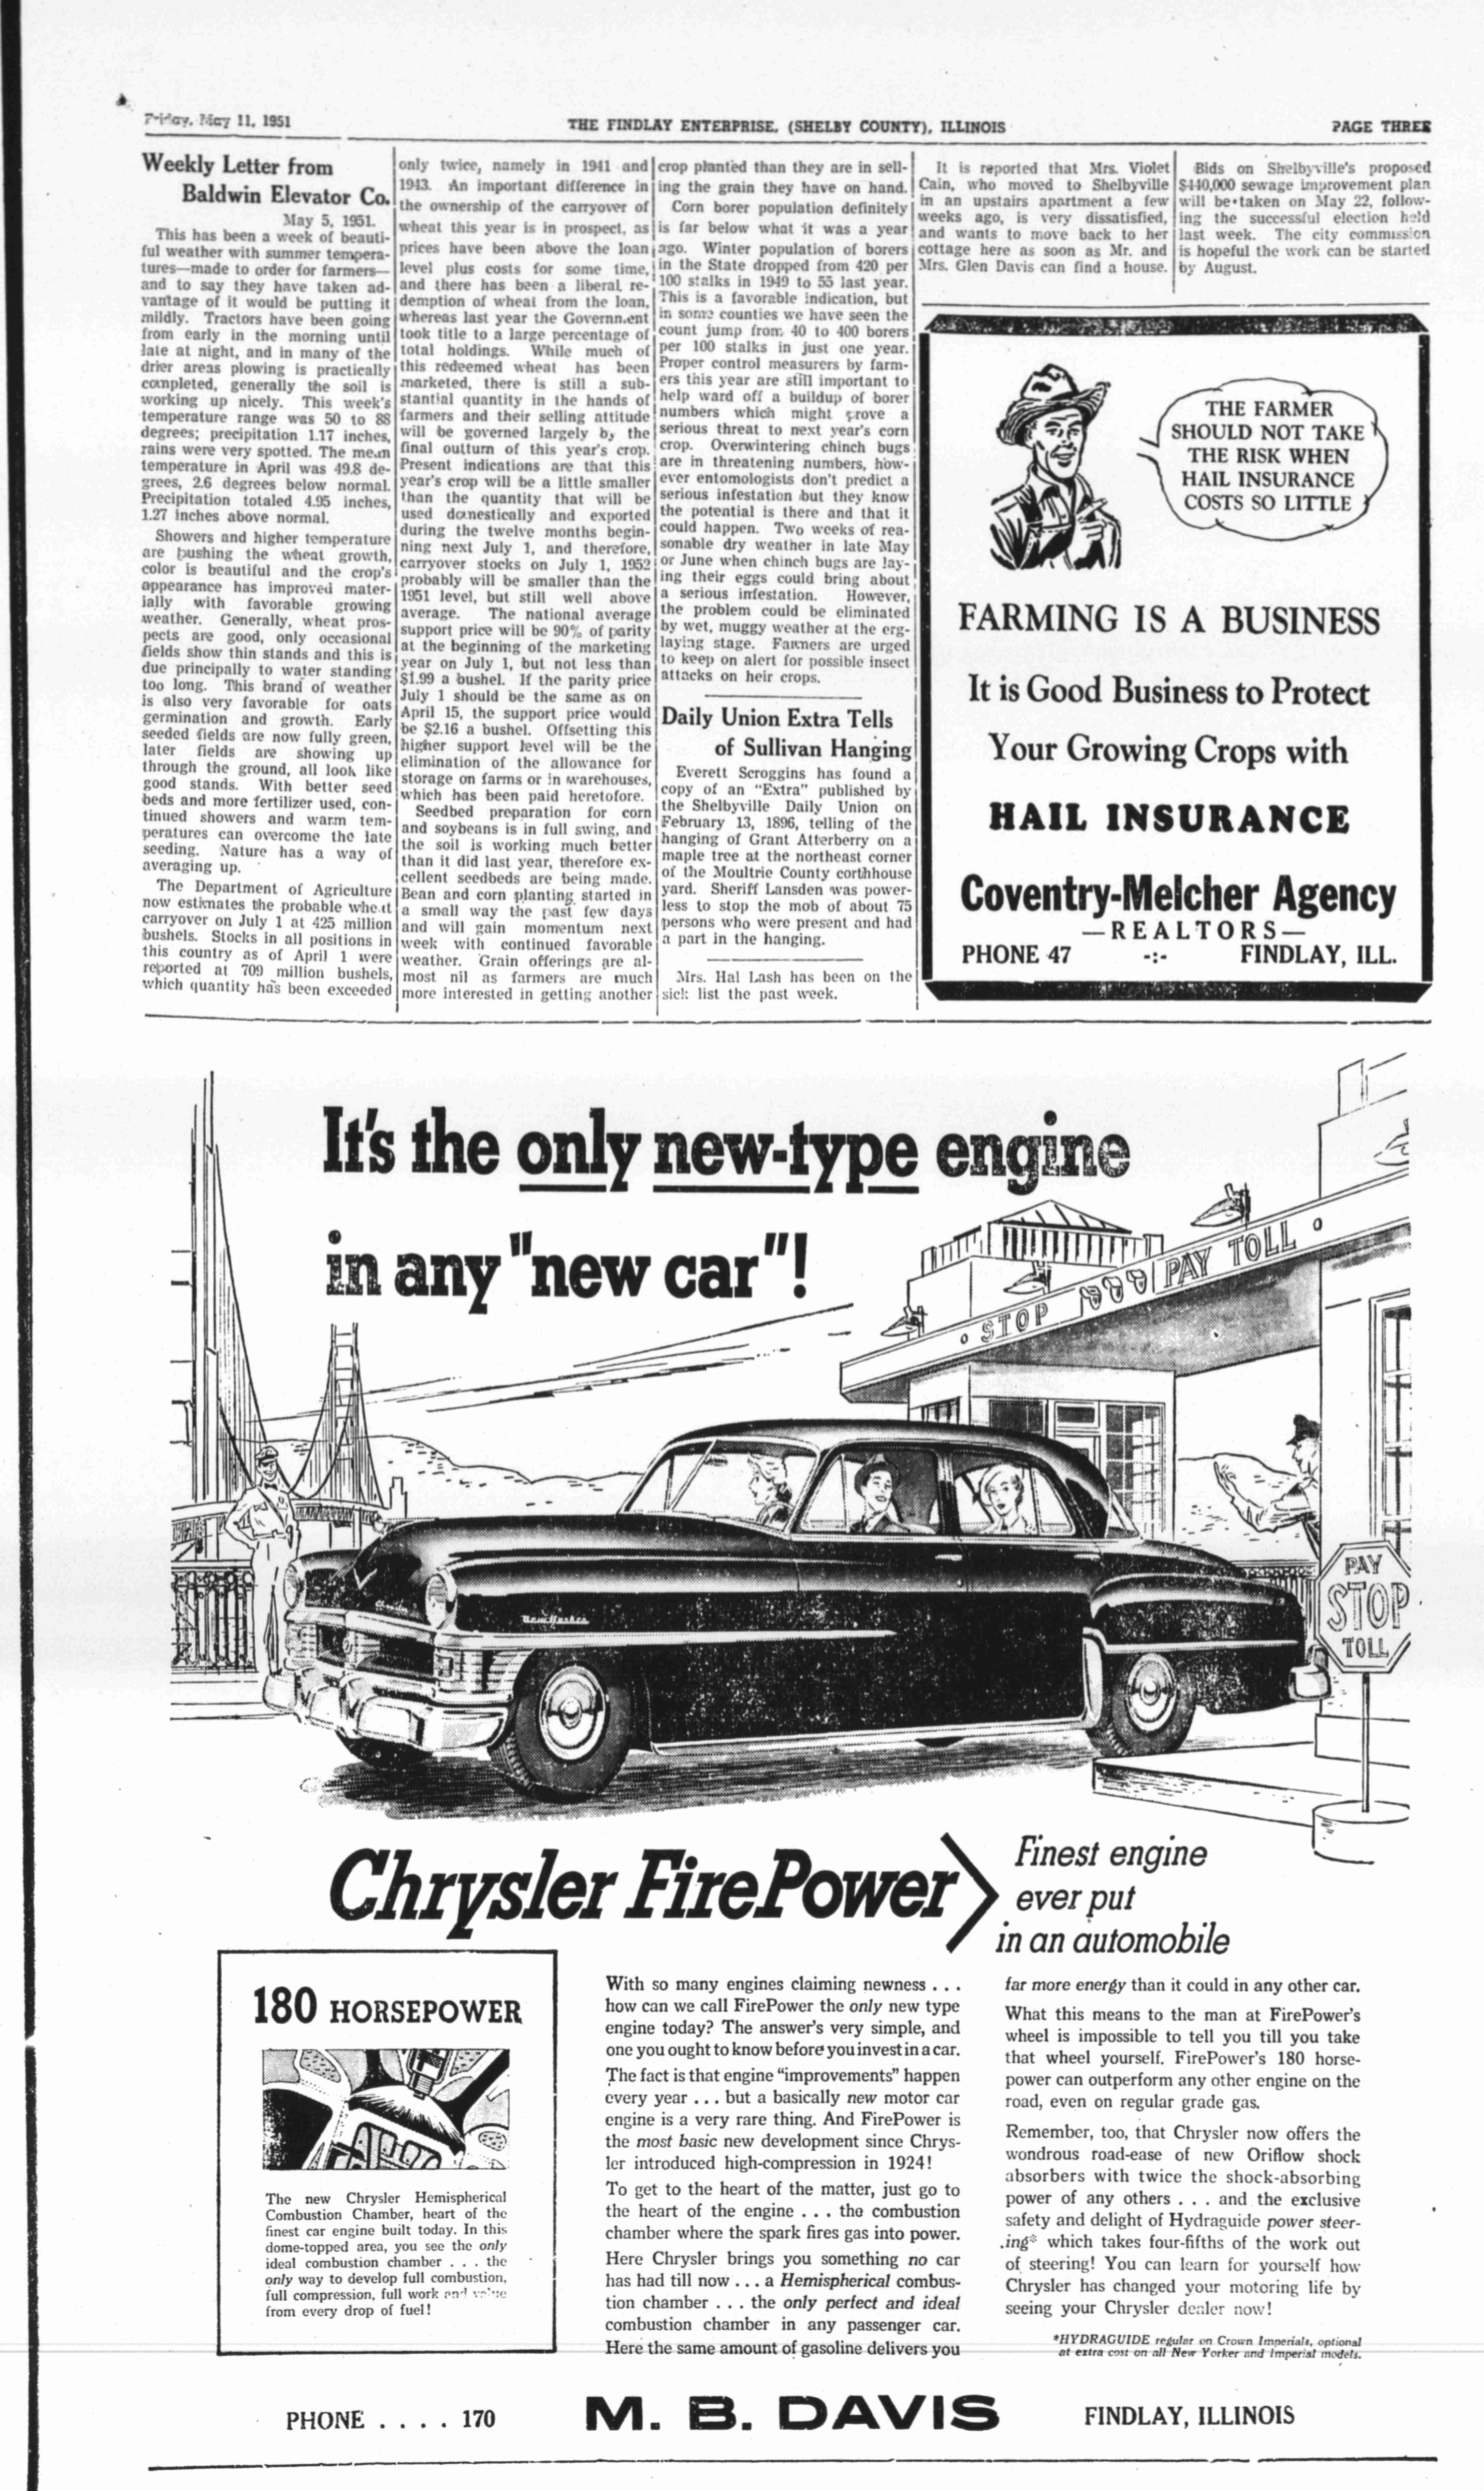 Friday, May 11, 1951
THE FINDLAY ENTERPRISE, (SHELBY COUNTY), ILLINOIS
PAGE THREE
Weekly Letter from
Baldwin Elevator Co.
May 5, 1951.
This has been a week of beauti-
ful weather with summer tempera-
tures—made to order for farmers—
and to say they have taken ad-
vantage of it would be putting it
mildly. Tractors have been going
from early in the morning until
late at night, and in many of the
drier areas plowing is practically
completed, generally the soil is
working up nicely. This week's
temperature range was 50 to 88
degrees; precipitation 1.17 inches,
rains were very spotted. The mean
temperature in April was 49.8 de-
grees, 2.6 degrees below normal.
Precipitation totaled 4.95 inches,
1.27 inches above normal.
Showers and higher temperature
are pushing the wheat growth,
color is beautiful and the crop's
appearance has improved mater-
ially with favorable growing
weather. Generally, wheat pros-
pects are good, only occasional
fields show thin stands and this is
due principally to water standing
too long. This brand of weather
is also very favorable for oats
germination and growth. Early
seeded fields are now fully green,
later fields are showing up
through the ground, all look like
good stands. With better seed
beds and more fertilizer used, con-
tinued showers and warm tem-
peratures can overcome the late
seeding. Nature has a way of
averaging up.
The Department of Agriculture
now estimates the probable wheat
carryover on July 1 at 425 million
bushels. Stocks in all positions in
this country as of April 1 were
reported at 709 million bushels,
which quantity has been exceeded
only twice, namely in 1941 and
1943. An important difference in
the ownership of the carryover of
wheat this year is in prospect, as
prices have been above the loan
level plus costs for some time,
and there has been a liberal re-
demption of wheat from the loan,
whereas last year the Government
took title to a large percentage of
total holdings. While much of
this redeemed wheat has been
marketed, there is still a sub-
stantial quantity in the hands of
farmers and their selling attitude
will be governed largely by the
final outturn of this year's crop.
Present indications are that this
year's crop will be a little smaller
than the quantity that will be
used domestically and exported
during the twelve months begin-
ning next July 1, and therefore,
carryover stocks on July 1, 1952
probably will be smaller than the
1951 level, but still well above
average. The national average
support price will be 90% of parity
at the beginning of the marketing
year on July 1, but not less than
$1.99 a bushel. If the parity price
July 1 should be the same as on
April 15, the support price would
be $2.16 a bushel. Offsetting this
higher support level will be the
elimination of the allowance for
storage on farms or in warehouses,
which has been paid heretofore.
Seedbed preparation for corn
and soybeans is in full swing, and
the soil is working much better
than it did last year, therefore ex-
cellent seedbeds are being made.
Bean and corn planting started in
a small way the past few days
and will gain momentum next
week with continued favorable
weather. Grain offerings are al-
most nil as farmers are much
more interested in getting another
crop planted than they are in sell-
ing the grain they have on hand.
Corn borer population definitely
is far below what it was a year
ago. Winter population of borers
in the State dropped from 420 per
100 stalks in 1949 to 55 last year.
This is a favorable indication, but
in some counties we have seen the
count jump from 40 to 400 borers
per 100 stalks in just one year.
Proper control measurers by farm-
ers this year are still important to
help ward off a buildup of borer
numbers which might prove a
serious threat to next year's corn
crop. Overwintering chinch bugs
are in threatening numbers, how-
ever entomologists don't predict a
serious infestation but they know
the potential is there and that it
could happen. Two weeks of rea-
sonable dry weather in late May
or June when chinch bugs are lay-
ing their eggs could bring about
a serious infestation. However,
the problem could be eliminated
by wet, muggy weather at the erg-
laying stage. Farmers are urged
to keep on alert for possible insect
attacks on heir crops.
Daily Union Extra Tells
of Sullivan Hanging
Everett Scroggins has found a
copy of an "Extra" published by
the Shelbyville Daily Union on
February 13, 1896, telling of the
hanging of Grant Atterberry on a
maple tree at the northeast corner
of the Moultrie County corthhouse
yard. Sheriff Lansden was power-
less to stop the mob of about 75
persons who were present and had
a part in the hanging.
Mrs. Hal Lash has been on the
sick list the past week.
It is reported that Mrs. Violet
Cain, who moved to Shelbyville
in an upstairs apartment a few
weeks ago, is very dissatisfied,
and wants to move back to her
cottage here as soon as Mr. and
Mrs. Glen Davis can find a house.
Bids on Shelbyville's proposed
$440,000 sewage improvement plan
will be taken on May 22, follow-
ing the successful election held
last week. The city commission
is hopeful the work can be started
by August.
THE FARMER
SHOULD NOT TAKE
THE RISK WHEN
HAIL INSURANCE
COSTS SO LITTLE
FARMING IS A BUSINESS
It is Good Business to Protect
Your Growing Crops with
HAIL INSURANCE
Coventry-Melcher Agency
—REALTORS—
PHONE 47 -:- FINDLAY, ILL.
It's the only new-type engine
in any "new car"!
STOP PAY TOLL
PAY
STOP
TOLL
Chrysler
New Yorker
Chrysler FirePower
Finest engine
ever put
in an automobile
180 HORSEPOWER
The new Chrysler Hemispherical
Combustion Chamber, heart of the
finest car engine built today. In this
dome-topped area, you see the only
ideal combustion chamber . . . the
only way to develop full combustion,
full compression, full work and value
from every drop of fuel!
With so many engines claiming newness . . .
how can we call FirePower the only new type
engine today? The answer's very simple, and
one you ought to know before you invest in a car.
The fact is that engine "improvements" happen
every year . . . but a basically new motor car
engine is a very rare thing. And FirePower is
the most basic new development since Chrys-
ler introduced high-compression in 1924!
To get to the heart of the matter, just go to
the heart of the engine . . . the combustion
chamber where the spark fires gas into power.
Here Chrysler brings you something no car
has had till now . . . a Hemispherical combus-
tion chamber . . . the only perfect and ideal
combustion chamber in any passenger car.
Here the same amount of gasoline delivers you
far more energy than it could in any other car.
What this means to the man at FirePower's
wheel is impossible to tell you till you take
that wheel yourself. FirePower's 180 horse-
power can outperform any other engine on the
road, even on regular grade gas.
Remember, too, that Chrysler now offers the
wondrous road-ease of new Oriflow shock
absorbers with twice the shock-absorbing
power of any others . . . and the exclusive
safety and delight of Hydraguide power steer-
ing* which takes four-fifths of the work out
of steering! You can learn for yourself how
Chrysler has changed your motoring life by
seeing your Chrysler dealer now!
*HYDRAGUIDE regular on Crown Imperials, optional
at extra cost on all New Yorker and Imperial models.
PHONE . . . . 170
M. B. DAVIS
FINDLAY, ILLINOIS